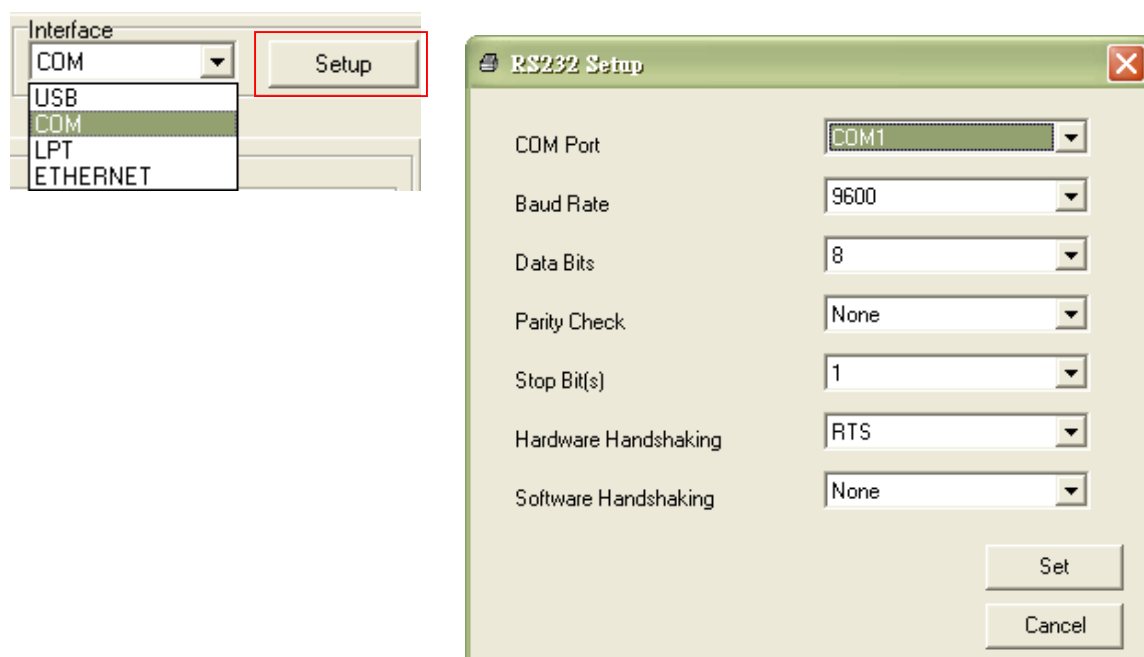 Interface
COM
Setup
USB
COM
LPT
ETHERNET
RS232 Setup
COM Port
COM1
Baud Rate
9600
Data Bits
8
Parity Check
None
Stop Bit(s)
1
Hardware Handshaking
RTS
Software Handshaking
None
Set
Cancel